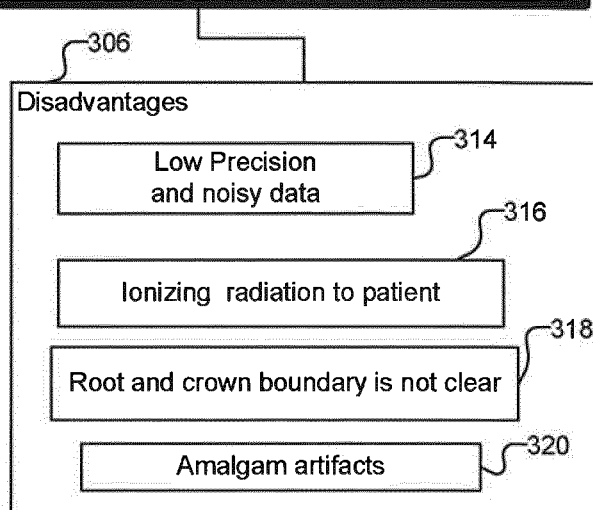 306
Disadvantages
Low Precision
and noisy data
314
316
Ionizing radiation to patient
318
Root and crown boundary is not clear
320
Amalgam artifacts